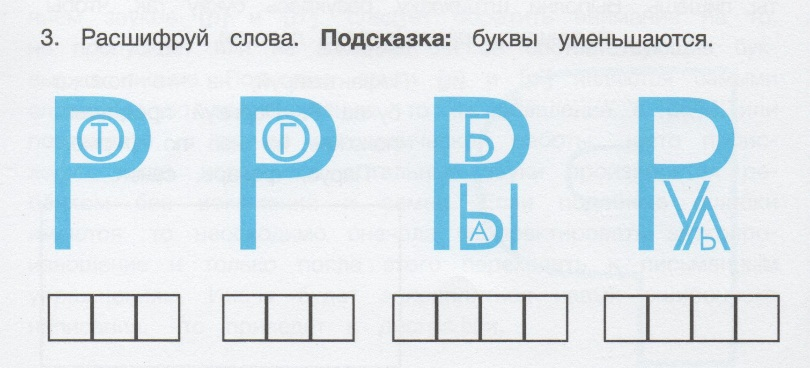 3. Расшифруй слова. Подсказка: буквы уменьшаются.
Р О Т
Р О Г
Р Ы Б А
Р У Л Ь